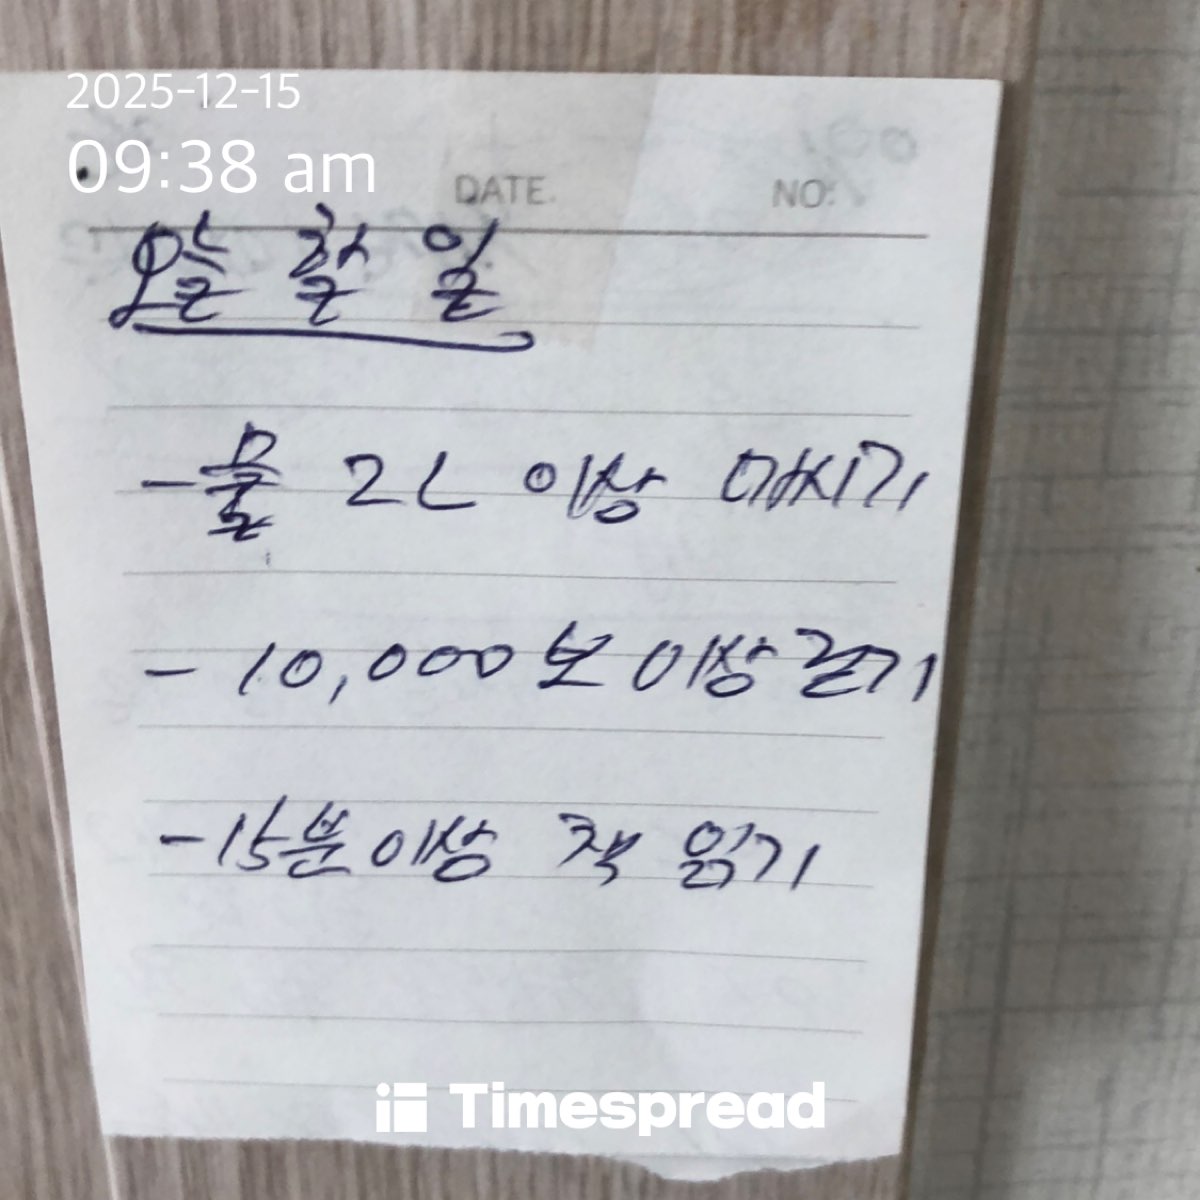 2025-12-15
09:38 am
DATE.
NO:
오늘 할 일
- 물 2L 이상 마시기
- 10,000보 이상 걷기
- 15분 이상 책 읽기
Timespread